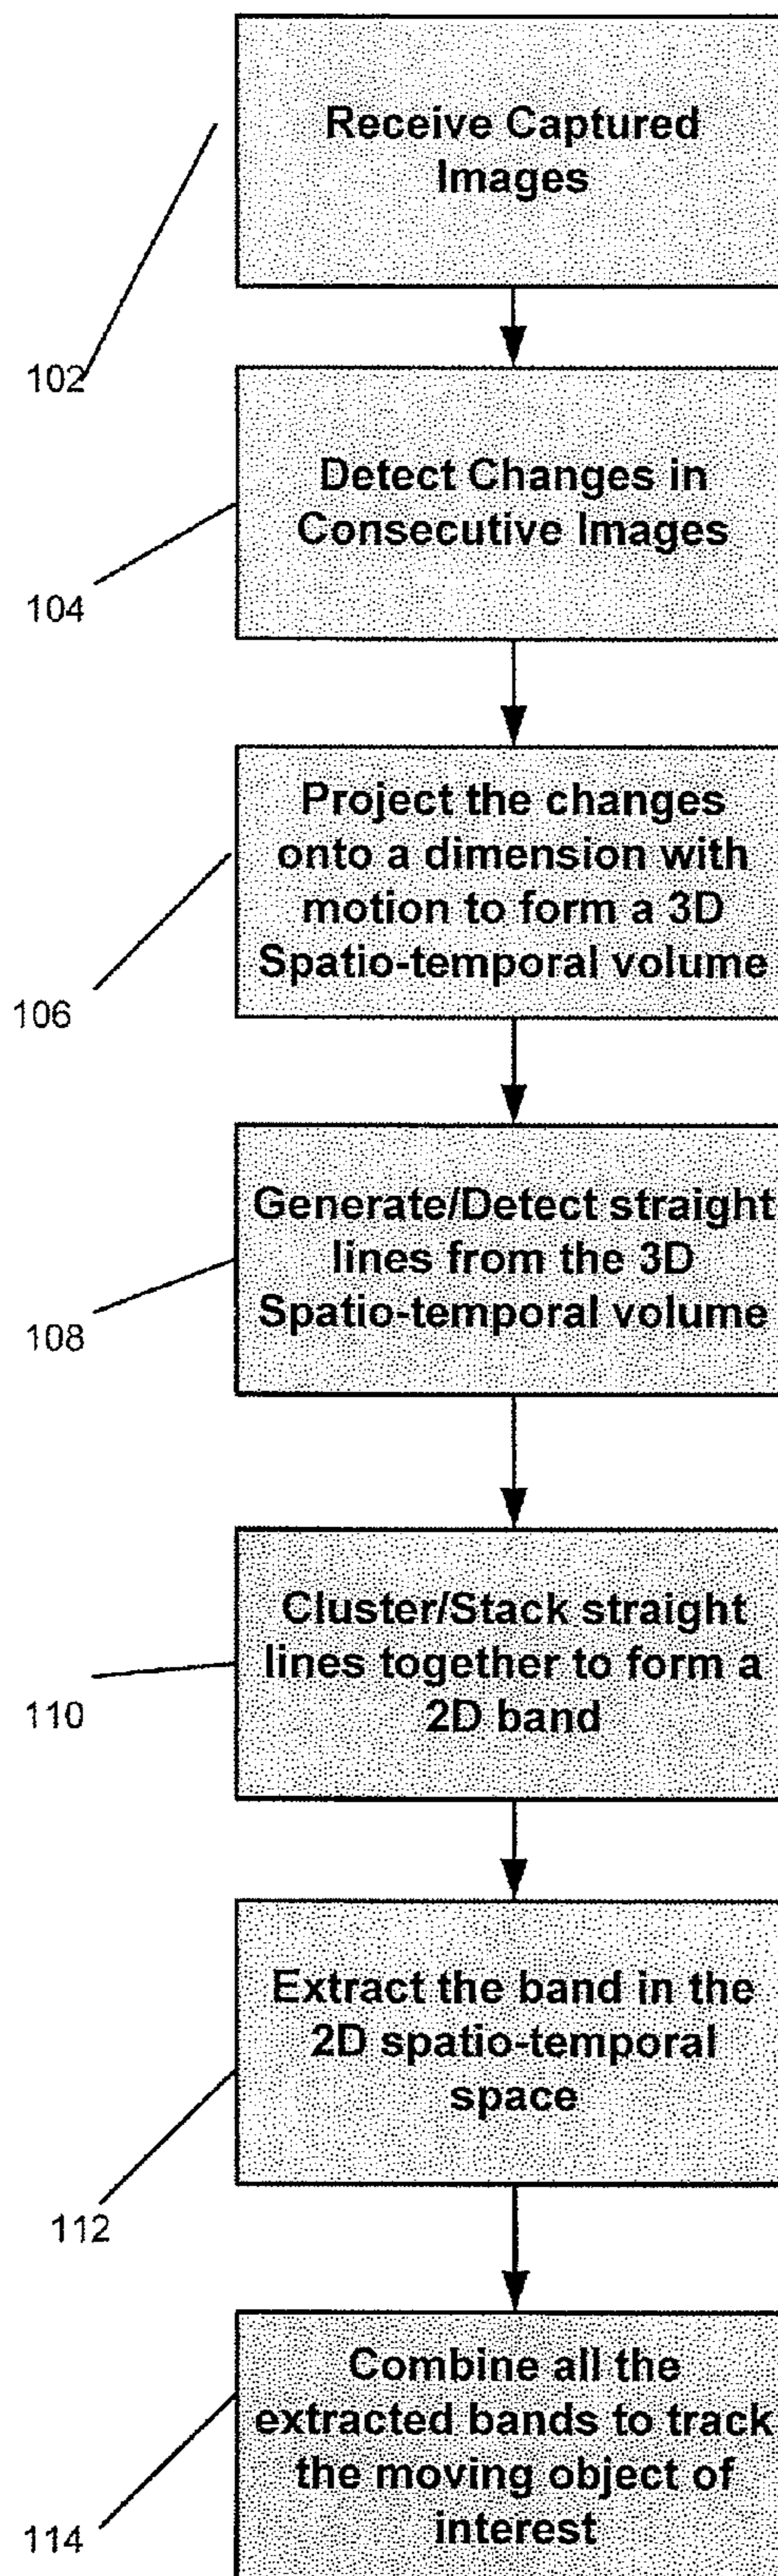 Receive Captured
Images
102
Detect Changes in
Consecutive Images
104
Project the changes
onto a dimension with
motion to form a 3D
Spatio-temporal volume
106
Generate/Detect straight
lines from the 3D
Spatio-temporal volume
108
Cluster/Stack straight
lines together to form a
2D band
110
Extract the band in the
2D spatio-temporal
space
112
Combine all the
extracted bands to track
the moving object of
interest
114